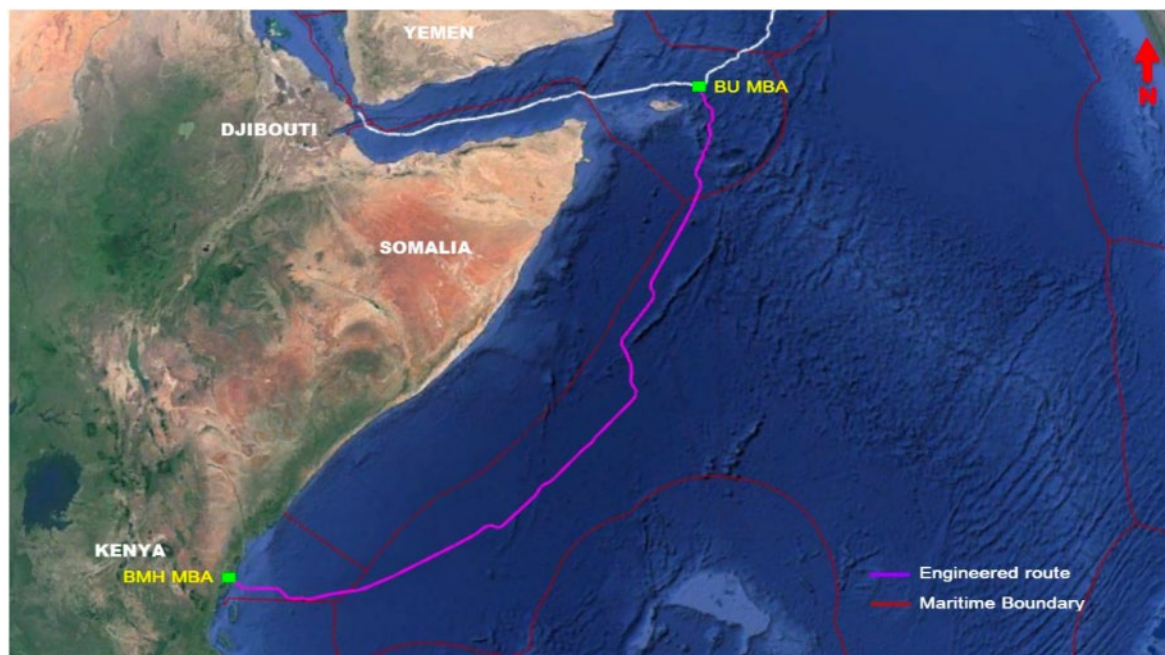 YEMEN
BU MBA
DJIBOUTI
SOMALIA
KENYA
BMH MBA
Engineered route
Maritime Boundary
N